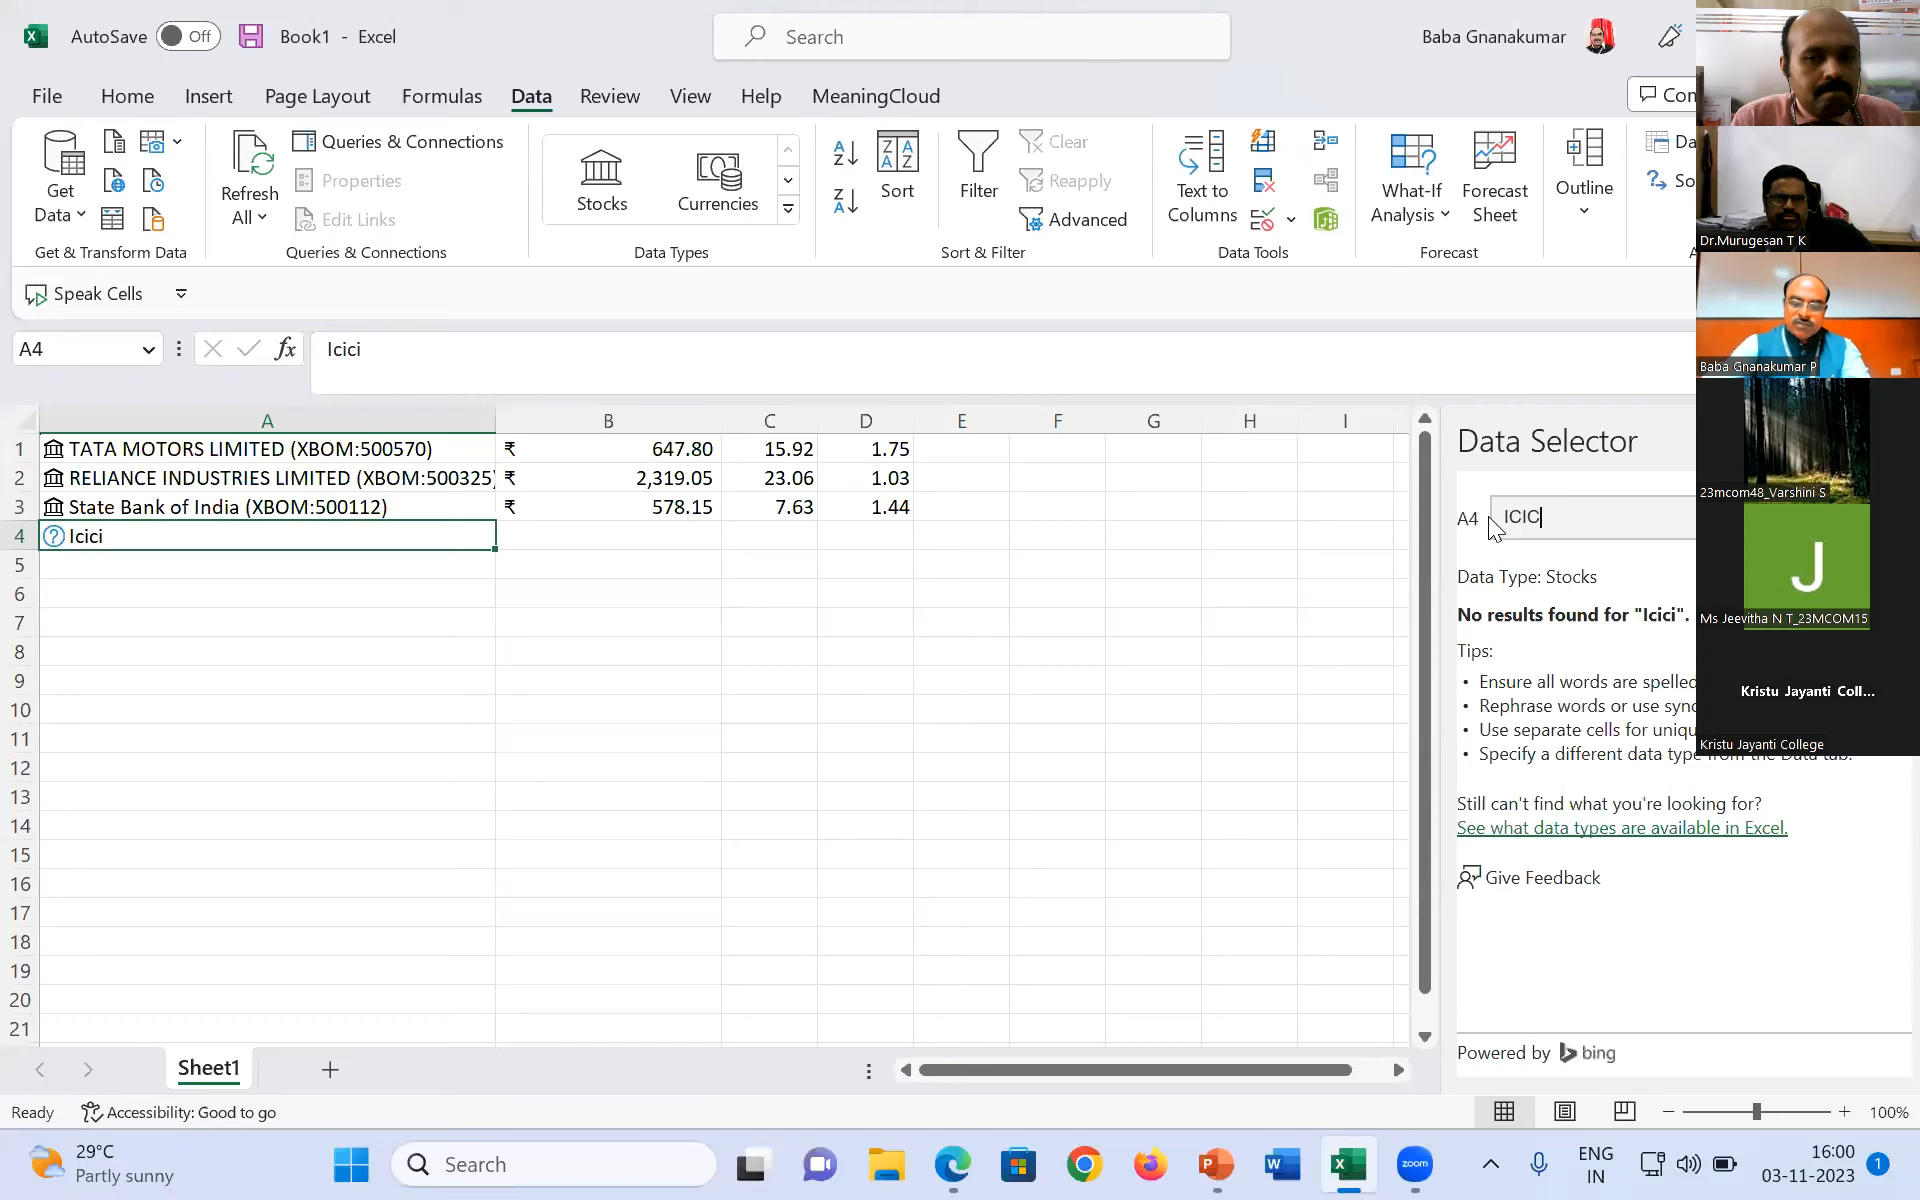 AutoSave Off Book1 - Excel Search Baba Gnanakumar
File Home Insert Page Layout Formulas Data Review View Help MeaningCloud
Get Data
Get & Transform Data
Refresh All
Queries & Connections
Properties
Edit Links
Queries & Connections
Stocks Currencies
Data Types
Sort Filter
Clear
Reapply
Advanced
Sort & Filter
Text to Columns
Data Tools
What-If Analysis
Forecast Sheet
Forecast
Outline
Speak Cells
A4 fx Icici
A B C D E F G H I
1 TATA MOTORS LIMITED (XBOM:500570) ₹ 647.80 15.92 1.75
2 RELIANCE INDUSTRIES LIMITED (XBOM:500325) ₹ 2,319.05 23.06 1.03
3 State Bank of India (XBOM:500112) ₹ 578.15 7.63 1.44
4 Icici
5
6
7
8
9
10
11
12
13
14
15
16
17
18
19
20
21
Data Selector
A4 ICIC
Data Type: Stocks
No results found for "Icici".
Tips:
• Ensure all words are spelled
• Rephrase words or use
• Use separate cells for
• Specify a different data type from the Data tab.
Still can't find what you're looking for?
See what data types are available in Excel.
Give Feedback
Powered by bing
Dr.Murugesan T K
Baba Gnanakumar P
23mcom48_Varshini S
J
Ms Jeevitha N T_23MCOM15
Kristu Jayanti Coll...
Kristu Jayanti College
Sheet1
Ready Accessibility: Good to go 100%
29°C
Partly sunny
Search
zoom
ENG
IN
16:00
03-11-2023
1